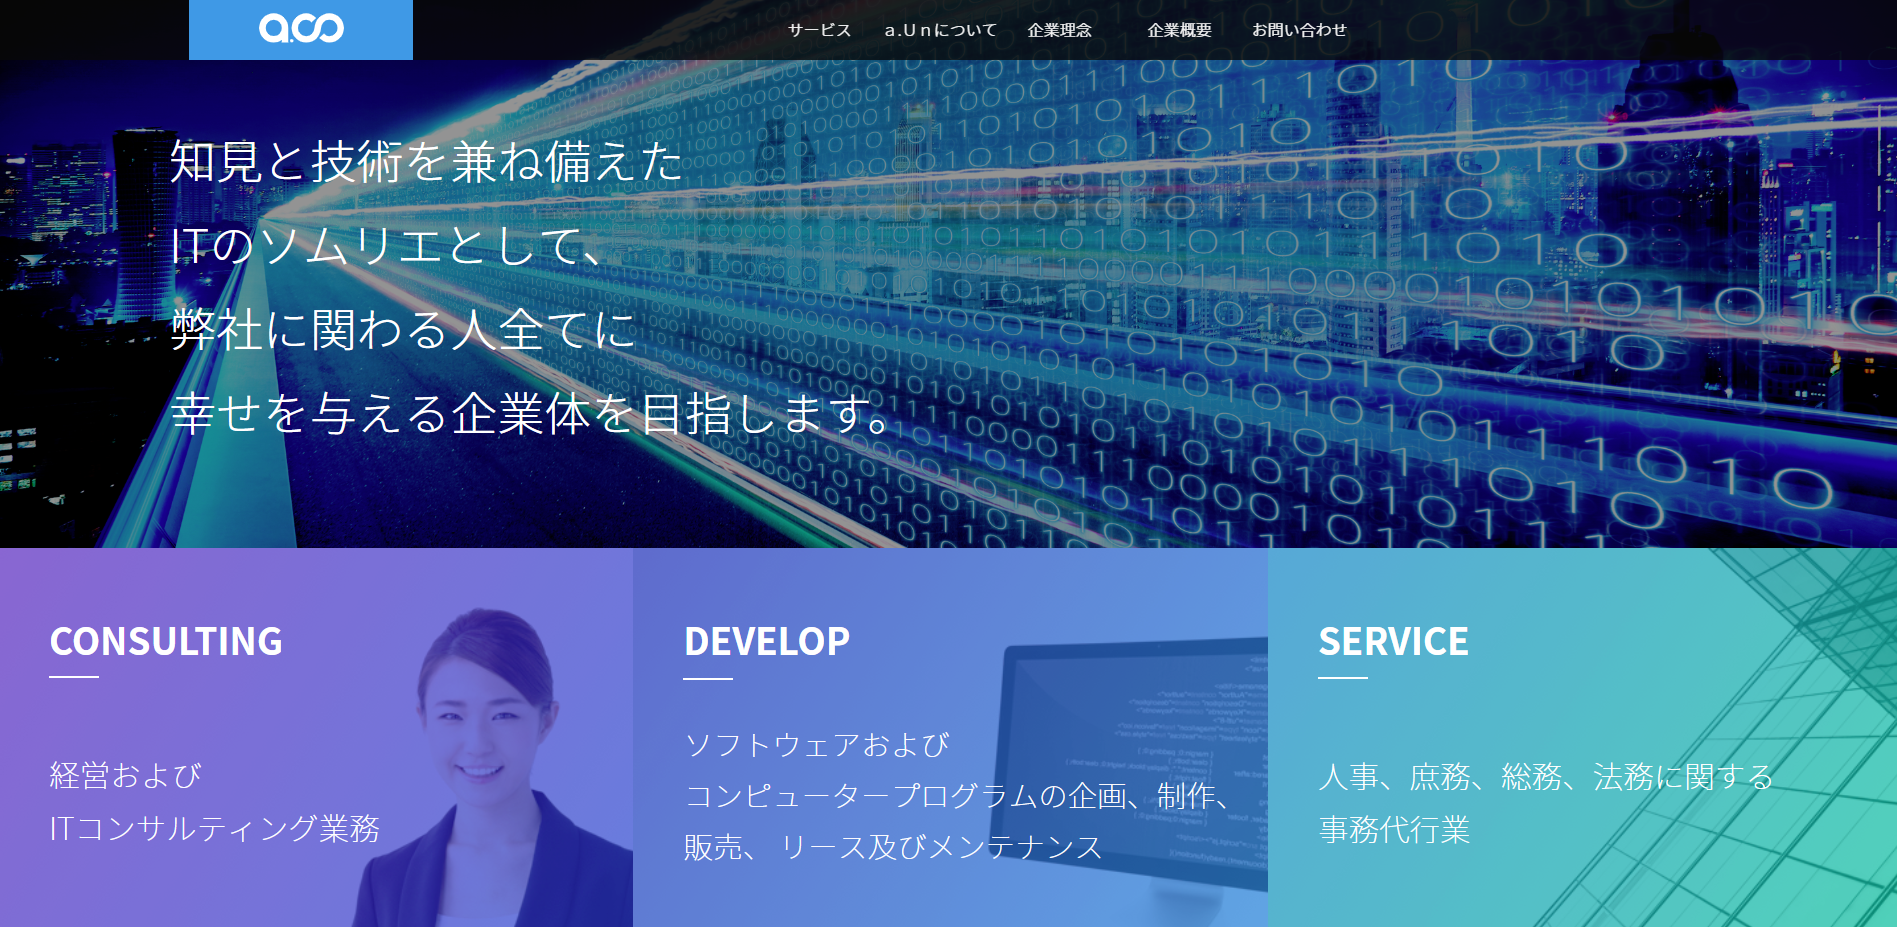 a.co
サービス
a.Unについて
企業理念
企業概要
お問い合わせ
知見と技術を兼ね備えた
ITのソムリエとして、
弊社に関わる人全てに
幸せを与える企業体を目指します。
CONSULTING
経営および
ITコンサルティング業務
DEVELOP
ソフトウェアおよび
コンピュータープログラムの企画、制作、
販売、 リース及びメンテナンス
SERVICE
人事、庶務、総務、法務に関する
事務代行業